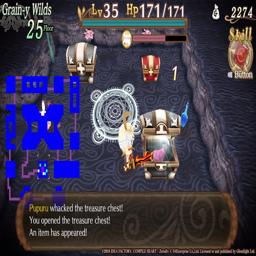 Grain-y Wilds
25 Floor
Lv35 Hp171/171
2274
Skill
Button
1
Pupuru whacked the treasure chest!
You opened the treasure chest!
An item has appeared!